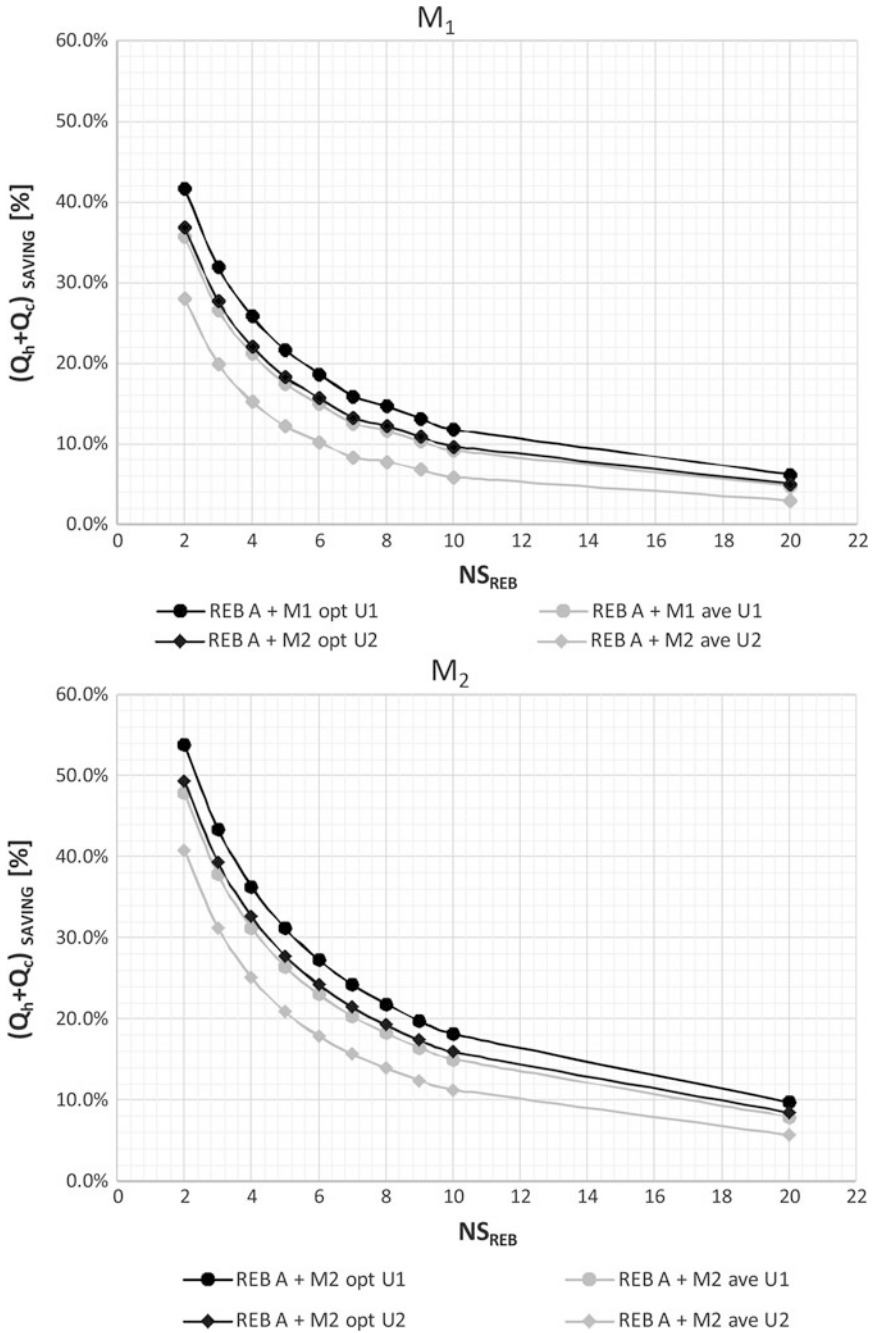 M₁
60.0%
50.0%
40.0%
30.0%
20.0%
10.0%
0.0%
(Qh+Qc) SAVING [%]
0 2 4 6 8 10 12 14 16 18 20 22
NS REB
REB A + M1 opt U1 REB A + M1 ave U1
REB A + M2 opt U2 REB A + M2 ave U2
M₂
60.0%
50.0%
40.0%
30.0%
20.0%
10.0%
0.0%
(Qh+Qc) SAVING [%]
0 2 4 6 8 10 12 14 16 18 20 22
NS REB
REB A + M2 opt U1 REB A + M2 ave U1
REB A + M2 opt U2 REB A + M2 ave U2